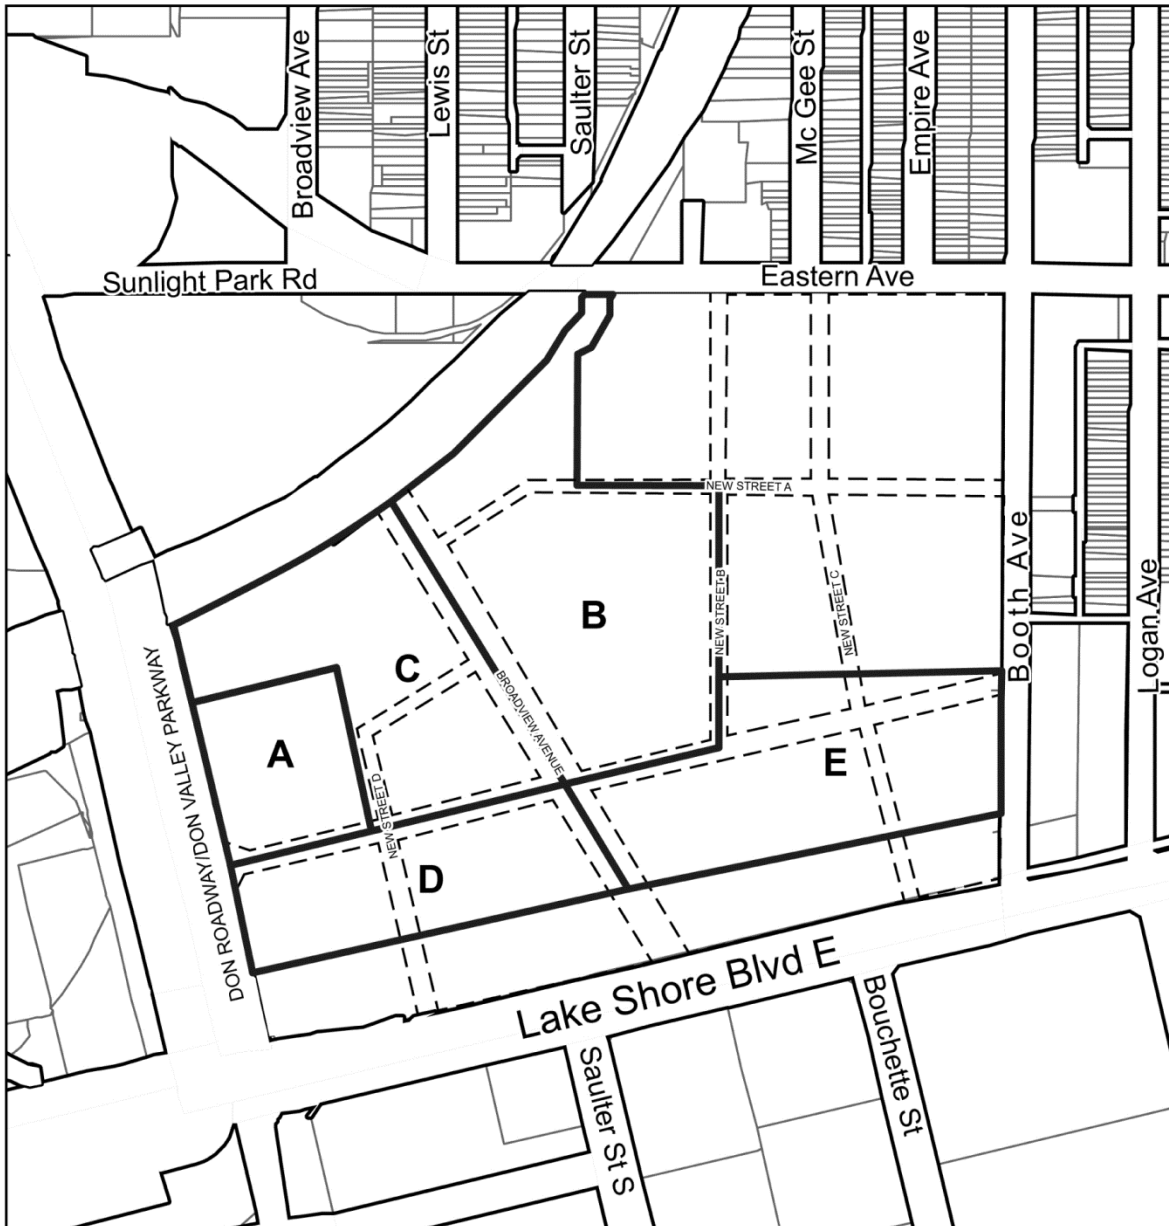 Broadview Ave
Lewis St
Saulter St
Mc Gee St
Empire Ave
Sunlight Park Rd
Eastern Ave
NEW STREET A
Booth Ave
Logan Ave
NEW STREET B
NEW STREET C
B
C
BROADVIEW AVENUE
DON ROADWAY/DON VALLEY PARKWAY
A
E
NEW STREET D
D
Lake Shore Blvd E
Bouchette St
Saulter St S